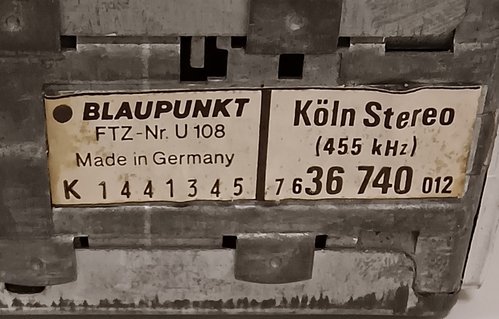 BLAUPUNKT
FTZ-Nr. U 108
Made in Germany
K 1441345
Köln Stereo
(455 kHz)
7 636 740 012